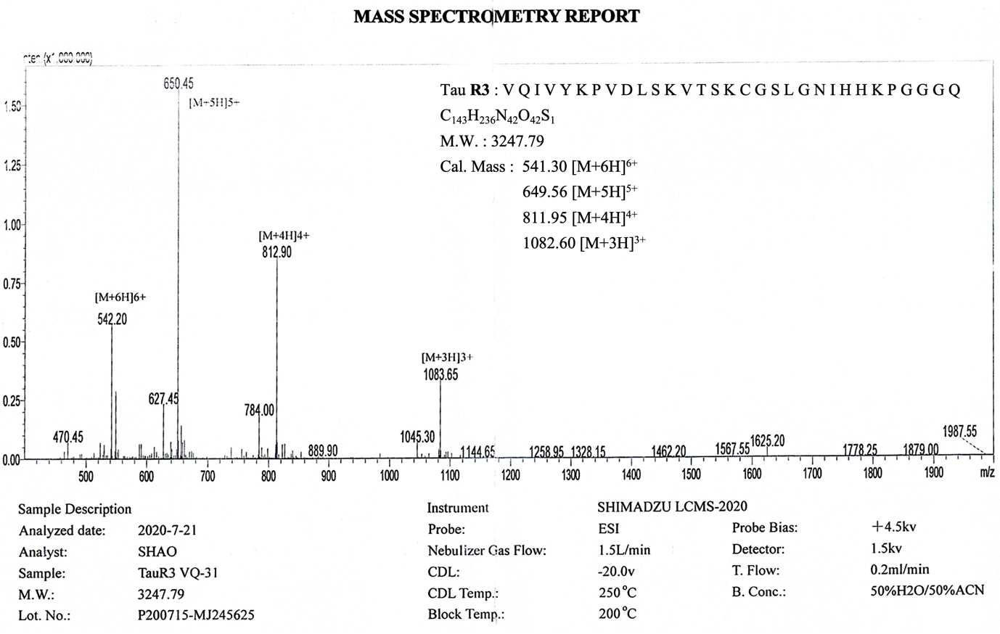 MASS SPECTROMETRY REPORT
(x1,000,000)
650.45
[M+5H]5+
Tau R3 : V Q I V Y K P V D L S K V T S K C G S L G N I H H K P G G G Q
C₁₄₃H₂₃₆N₄₂O₄₂S₁
M.W. : 3247.79
Cal. Mass : 541.30 [M+6H]⁶⁺
649.56 [M+5H]⁵⁺
811.95 [M+4H]⁴⁺
1082.60 [M+3H]³⁺
1.50
1.25
1.00
[M+4H]4+
812.90
0.75
[M+6H]6+
542.20
0.50
[M+3H]3+
1083.65
0.25
627.45
784.00
470.45
889.90
1045.30
1144.65
1258.95
1328.15
1462.20
1567.55
1625.20
1778.25
1879.00
1987.55
0.00
500 600 700 800 900 1000 1100 1200 1300 1400 1500 1600 1700 1800 1900 m/z
Sample Description
Analyzed date: 2020-7-21
Analyst: SHAO
Sample: TauR3 VQ-31
M.W.: 3247.79
Lot. No.: P200715-MJ245625
Instrument SHIMADZU LCMS-2020
Probe: ESI
Nebulizer Gas Flow: 1.5L/min
CDL: -20.0v
CDL Temp.: 250°C
Block Temp.: 200°C
Probe Bias: +4.5kv
Detector: 1.5kv
T. Flow: 0.2ml/min
B. Conc.: 50%H2O/50%ACN